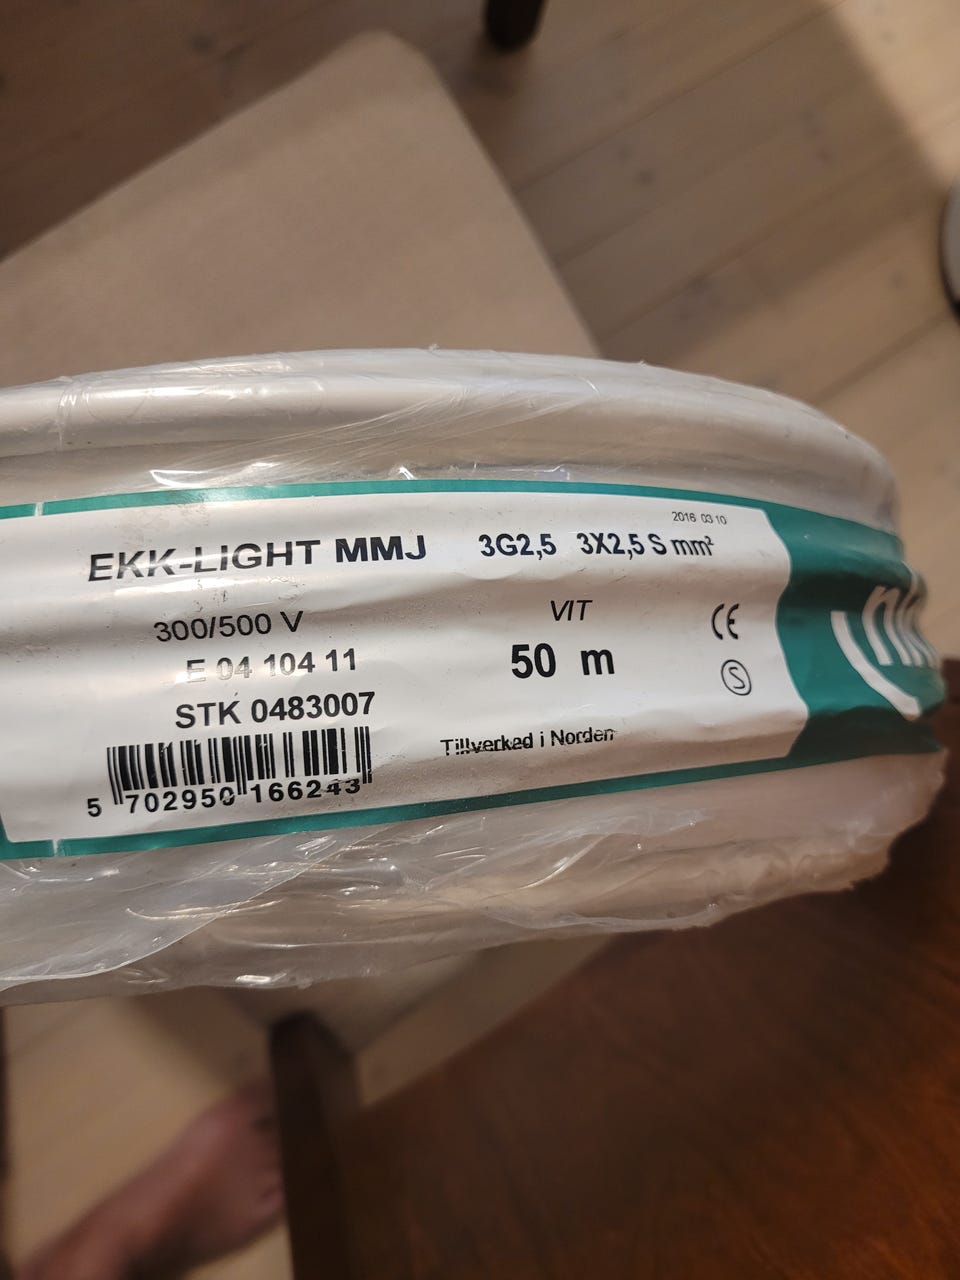 2016 03 10
EKK-LIGHT MMJ 3G2,5 3X2,5 S mm²
300/500 V VIT CE
E 04 104 11 50 m S
STK 0483007
Tillverkad i Norden
5 702950 166243